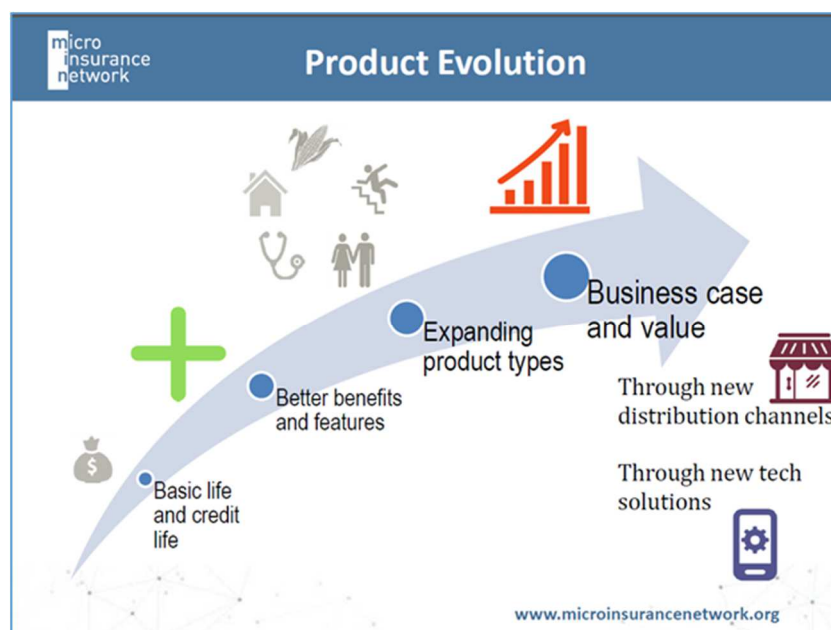 micro
insurance
network
Product Evolution
$
Business case
and value
Expanding
product types
Better benefits
and features
Basic life
and credit
life
Through new
distribution channels
Through new tech
solutions
www.microinsurancenetwork.org